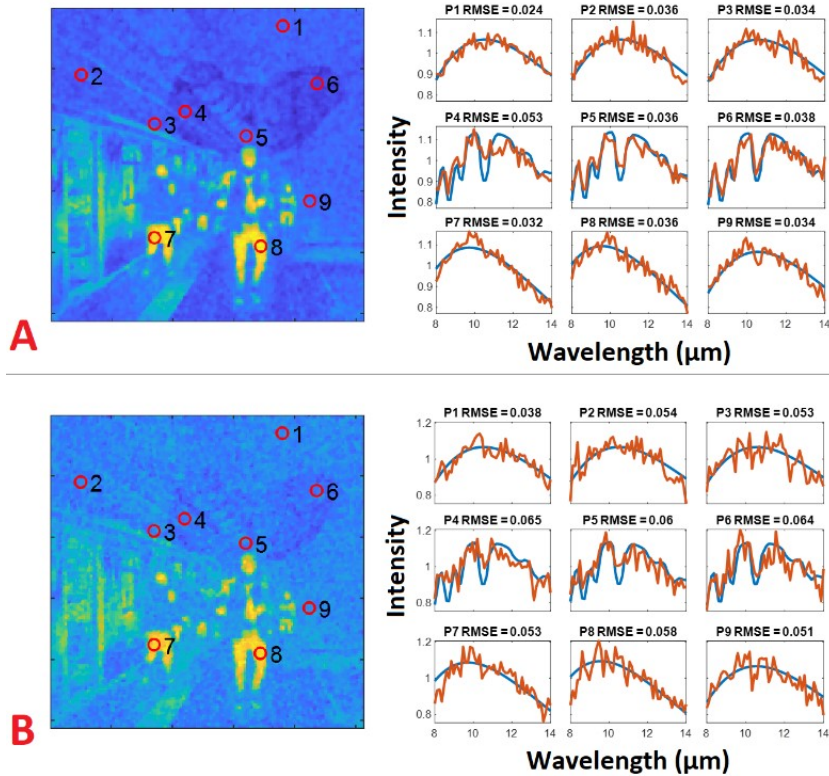 P1 RMSE = 0.024 P2 RMSE = 0.036 P3 RMSE = 0.034
1
2
3
4
5
6
7
8
9
1.1
1
0.9
0.8
P4 RMSE = 0.053 P5 RMSE = 0.036 P6 RMSE = 0.038
1.1
1
0.9
0.8
P7 RMSE = 0.032 P8 RMSE = 0.036 P9 RMSE = 0.034
1.1
1
0.9
0.8
8 10 12 14 8 10 12 14 8 10 12 14
Intensity
Wavelength (μm)
A
P1 RMSE = 0.038 P2 RMSE = 0.054 P3 RMSE = 0.053
1
2
3
4
5
6
7
8
9
1.2
1
0.8
P4 RMSE = 0.065 P5 RMSE = 0.06 P6 RMSE = 0.064
1.2
1
0.8
P7 RMSE = 0.053 P8 RMSE = 0.058 P9 RMSE = 0.051
1.2
1
0.8
8 10 12 14 8 10 12 14 8 10 12 14
Intensity
Wavelength (μm)
B